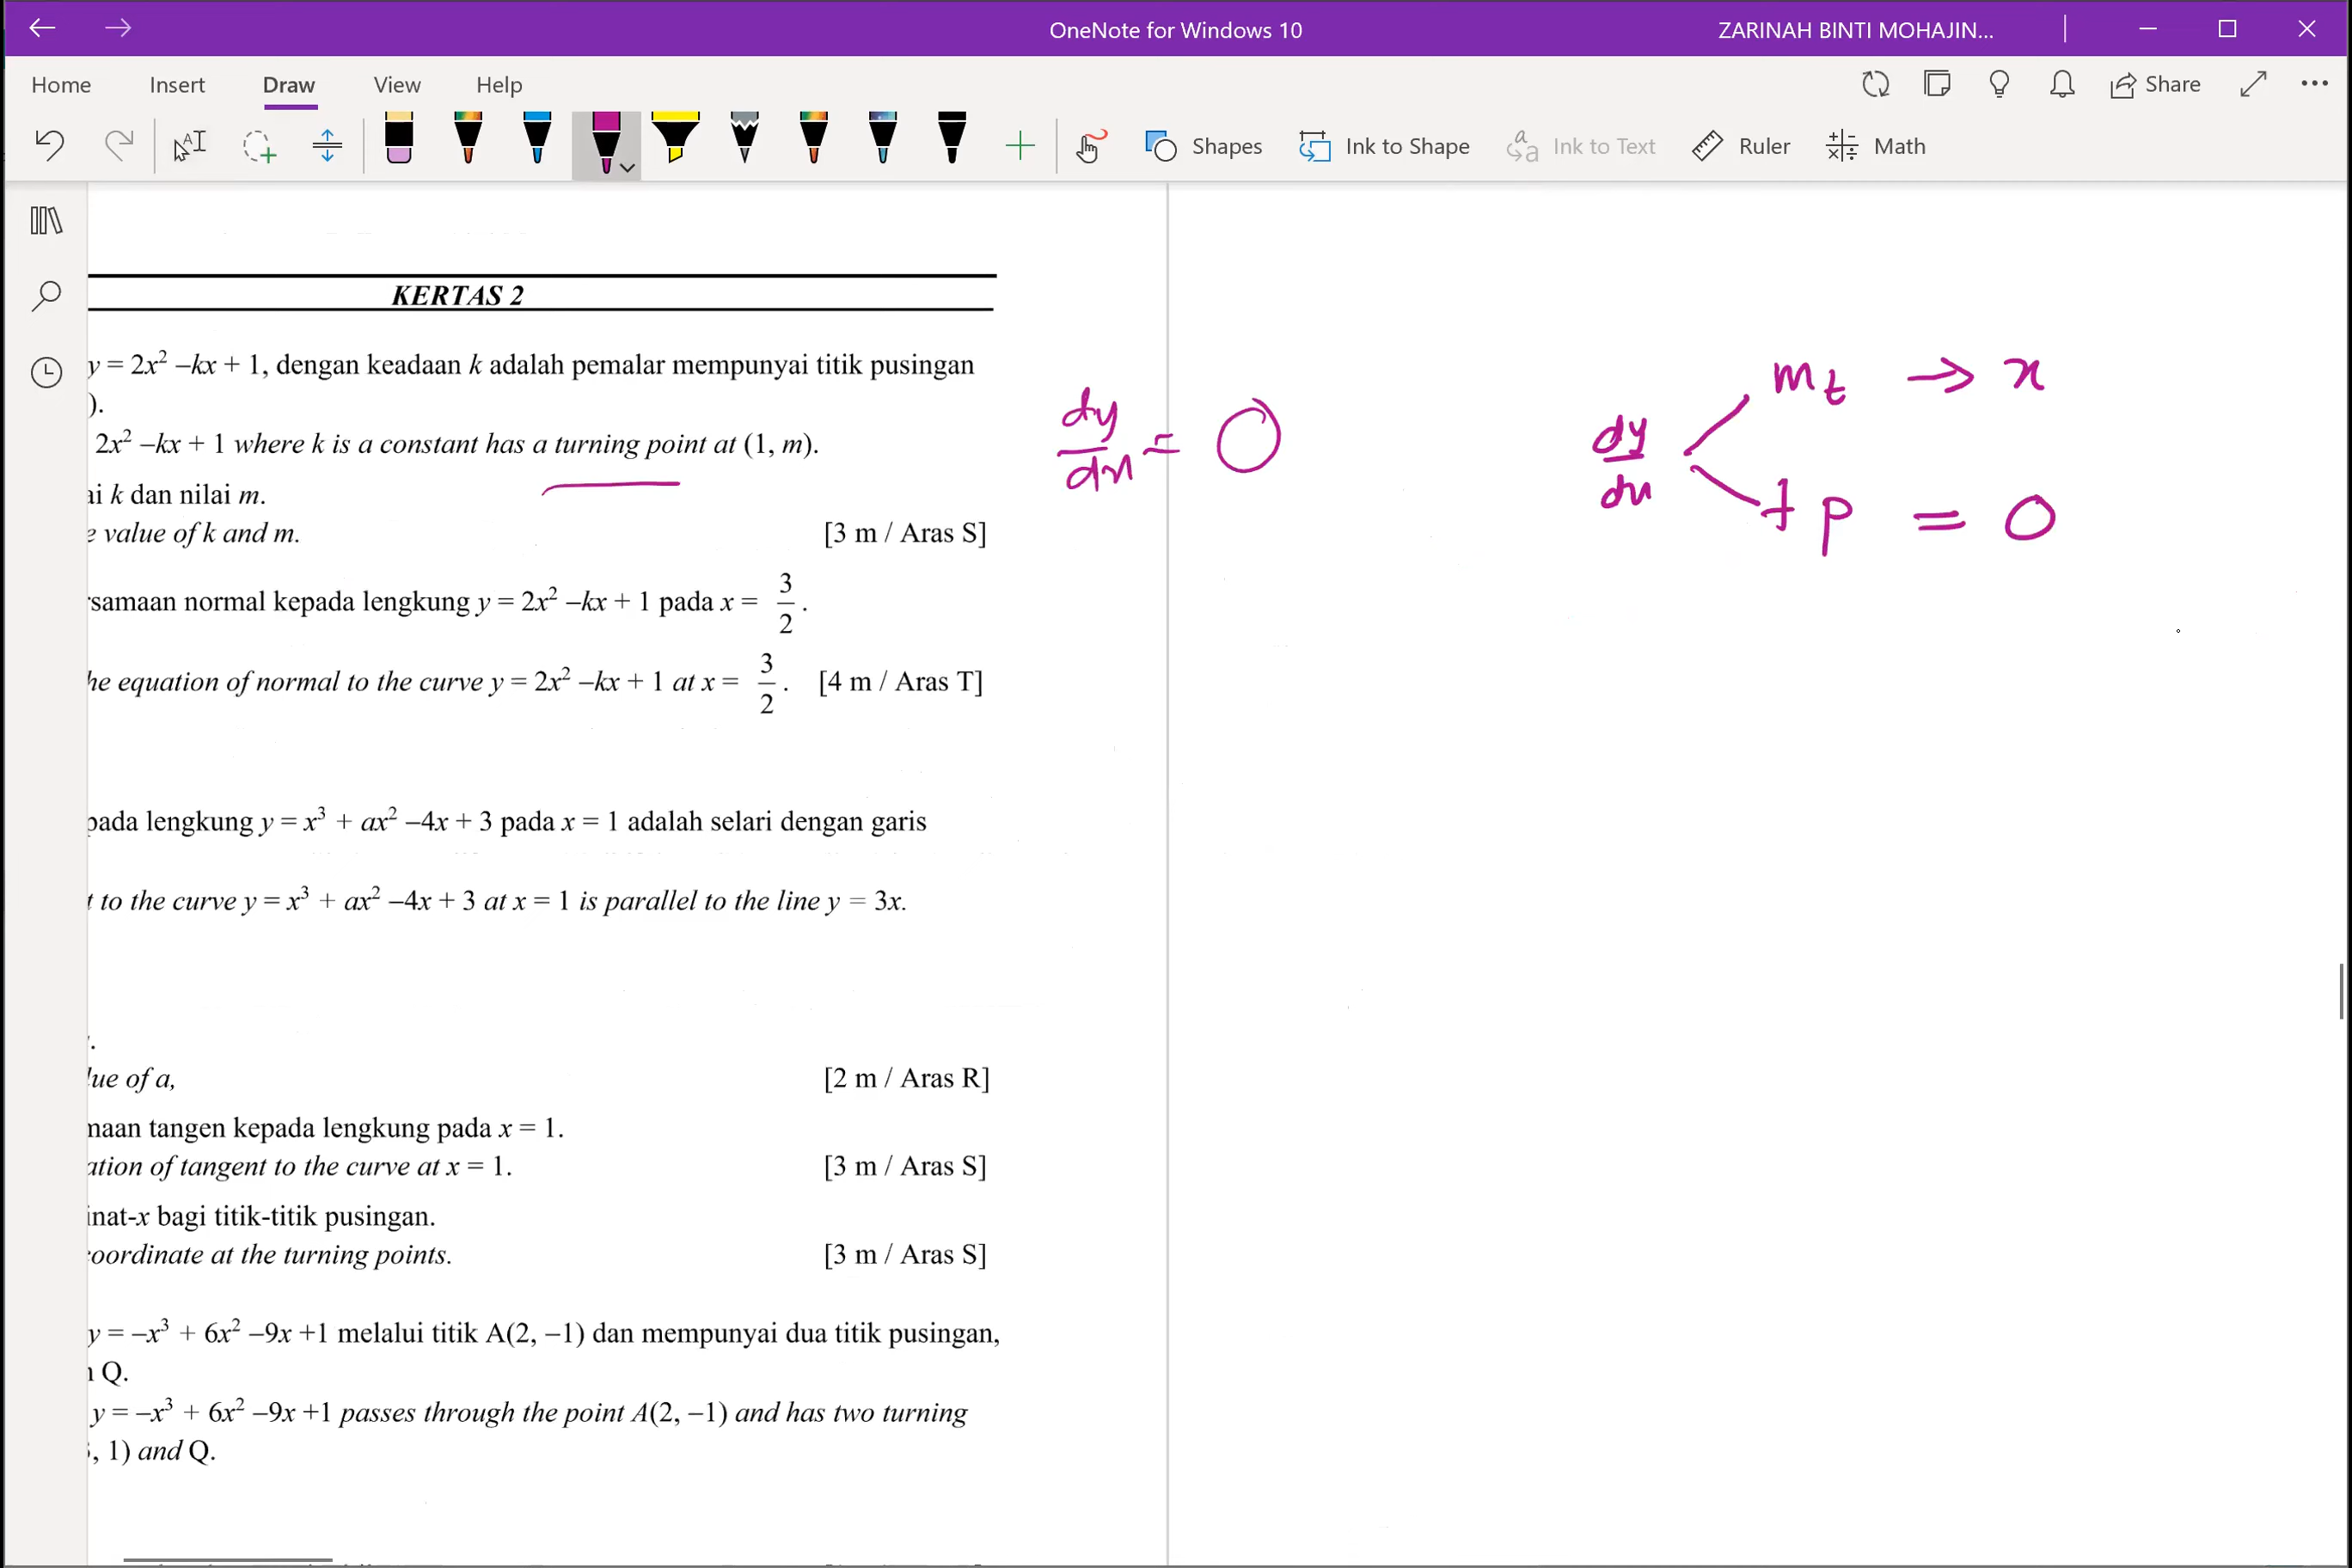 OneNote for Windows 10
ZARINAH BINTI MOHAJIN...
Home Insert Draw View Help
Share
Shapes Ink to Shape Ink to Text Ruler Math
KERTAS 2
y = 2x² –kx + 1, dengan keadaan k adalah pemalar mempunyai titik pusingan
).
2x² –kx + 1 where k is a constant has a turning point at (1, m).
ai k dan nilai m.
e value of k and m. [3 m / Aras S]
rsamaan normal kepada lengkung y = 2x² –kx + 1 pada x = 3/2 .
he equation of normal to the curve y = 2x² –kx + 1 at x = 3/2 . [4 m / Aras T]
pada lengkung y = x³ + ax² –4x + 3 pada x = 1 adalah selari dengan garis
t to the curve y = x³ + ax² –4x + 3 at x = 1 is parallel to the line y = 3x.
lue of a, [2 m / Aras R]
maan tangen kepada lengkung pada x = 1.
ation of tangent to the curve at x = 1. [3 m / Aras S]
inat-x bagi titik-titik pusingan.
coordinate at the turning points. [3 m / Aras S]
y = –x³ + 6x² –9x +1 melalui titik A(2, –1) dan mempunyai dua titik pusingan,
Q.
y = –x³ + 6x² –9x +1 passes through the point A(2, –1) and has two turning
, 1) and Q.
dy/dx = 0
dy/dx
mt → x
tp = 0